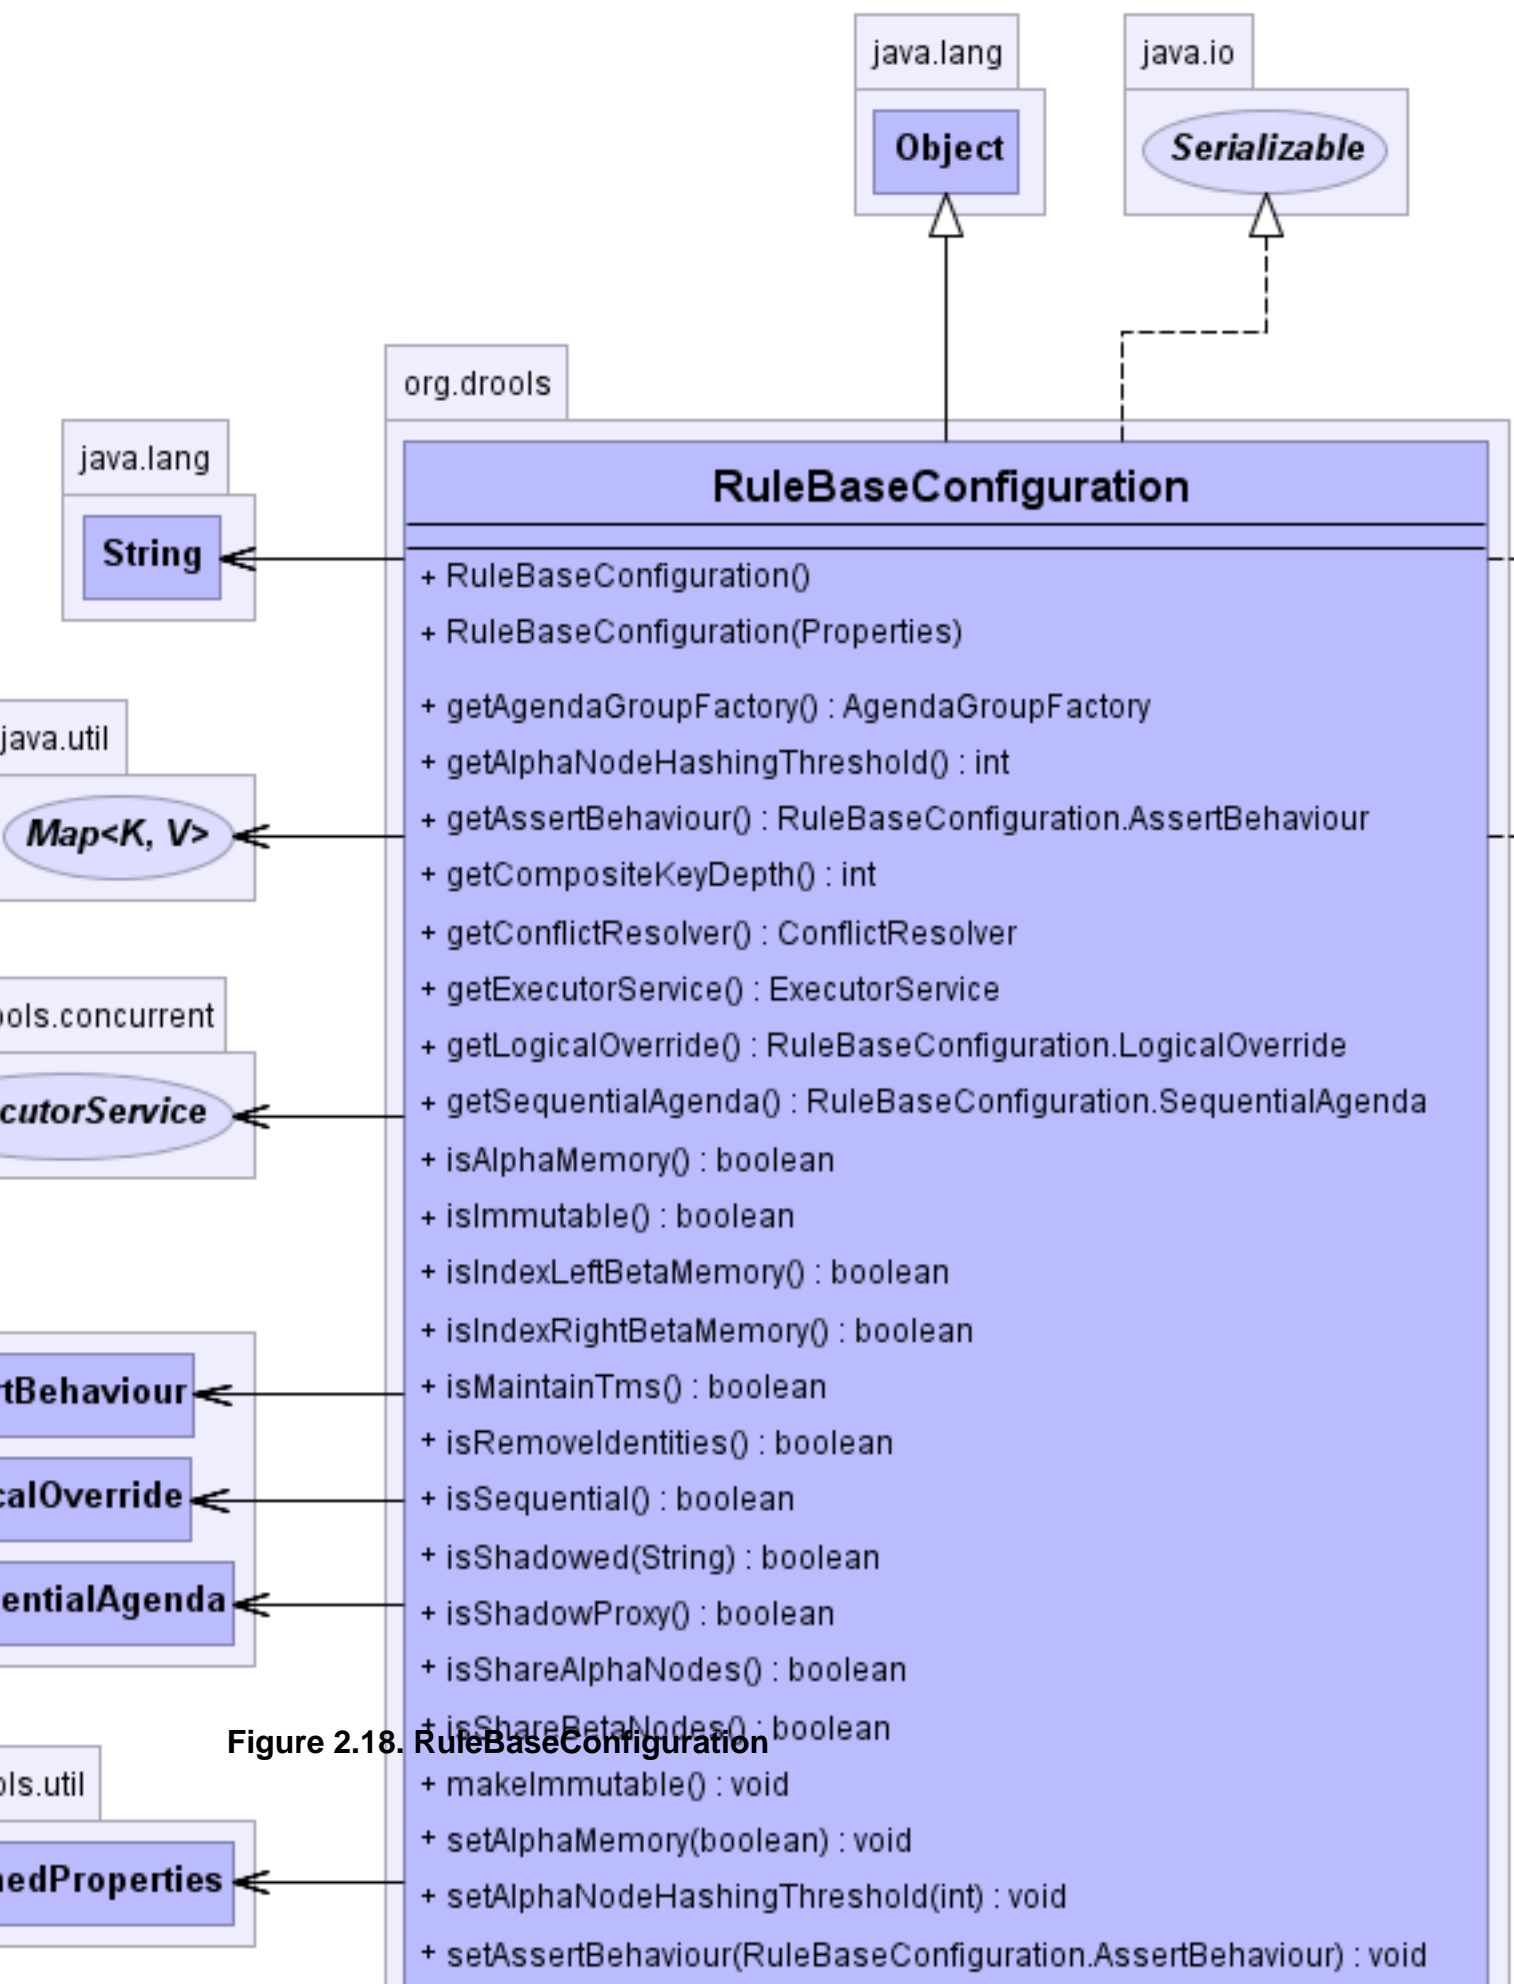 java.lang
java.io
Object
Serializable
org.drools
java.lang
RuleBaseConfiguration
String
+ RuleBaseConfiguration()
+ RuleBaseConfiguration(Properties)
+ getAgendaGroupFactory() : AgendaGroupFactory
java.util
+ getAlphaNodeHashingThreshold() : int
+ getAssertBehaviour() : RuleBaseConfiguration.AssertBehaviour
Map<K, V>
+ getCompositeKeyDepth() : int
+ getConflictResolver() : ConflictResolver
+ getExecutorService() : ExecutorService
ools.concurrent
+ getLogicalOverride() : RuleBaseConfiguration.LogicalOverride
+ getSequentialAgenda() : RuleBaseConfiguration.SequentialAgenda
cutorService
+ isAlphaMemory() : boolean
+ isImmutable() : boolean
+ isIndexLeftBetaMemory() : boolean
+ isIndexRightBetaMemory() : boolean
+ isMaintainTms() : boolean
tBehaviour
+ isRemoveIdentities() : boolean
+ isSequential() : boolean
calOverride
+ isShadowed(String) : boolean
entialAgenda
+ isShadowProxy() : boolean
+ isShareAlphaNodes() : boolean
+ isShareBetaNodes() : boolean
Figure 2.18. RuleBaseConfiguration
ols.util
+ makeImmutable() : void
+ setAlphaMemory(boolean) : void
nedProperties
+ setAlphaNodeHashingThreshold(int) : void
+ setAssertBehaviour(RuleBaseConfiguration.AssertBehaviour) : void